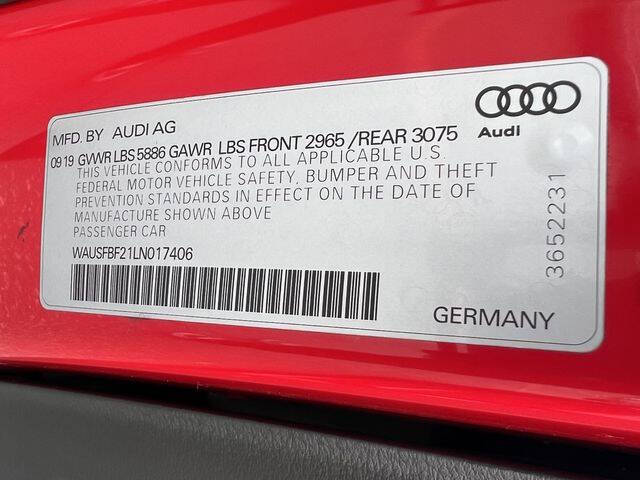 MFD. BY AUDI AG
Audi
09 19 GVWR LBS 5886 GAWR LBS FRONT 2965 /REAR 3075
THIS VEHICLE CONFORMS TO ALL APPLICABLE U.S
FEDERAL MOTOR VEHICLE SAFETY, BUMPER AND THEFT
PREVENTION STANDARDS IN EFFECT ON THE DATE OF
MANUFACTURE SHOWN ABOVE
PASSENGER CAR
WAUSFBF21LN017406
3652231
GERMANY